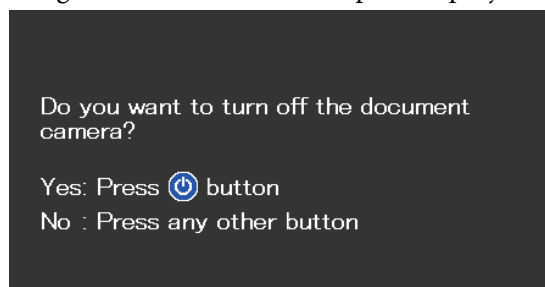 Do you want to turn off the document
camera?
Yes: Press button
No : Press any other button